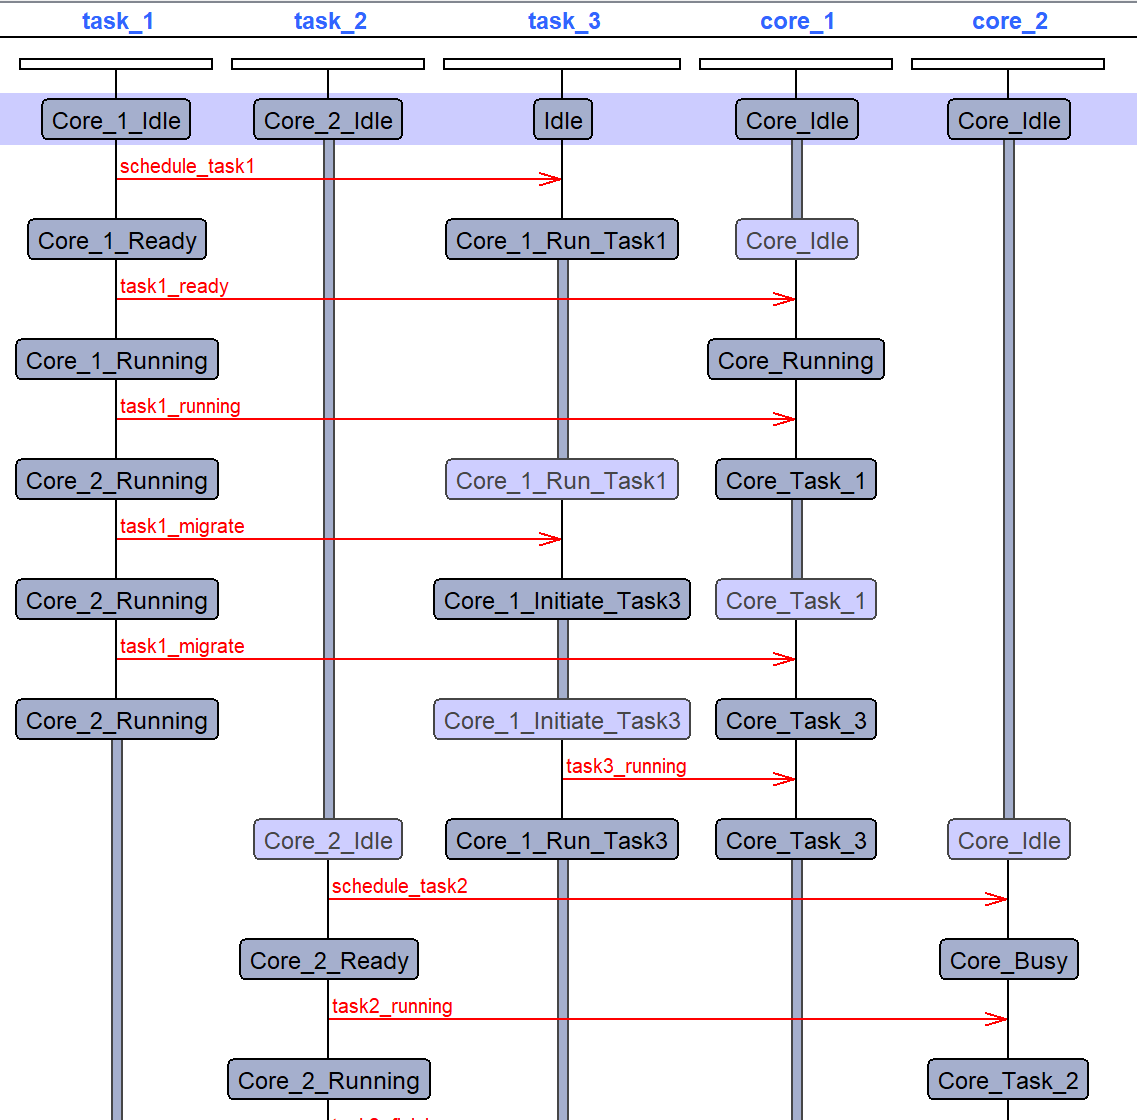 task_1 task_2 task_3 core_1 core_2
Core_1_Idle Core_2_Idle Idle Core_Idle Core_Idle
schedule_task1
Core_1_Ready Core_1_Run_Task1 Core_Idle
task1_ready
Core_1_Running Core_Running
task1_running
Core_2_Running Core_1_Run_Task1 Core_Task_1
task1_migrate
Core_2_Running Core_1_Initiate_Task3 Core_Task_1
task1_migrate
Core_2_Running Core_1_Initiate_Task3 Core_Task_3
task3_running
Core_2_Idle Core_1_Run_Task3 Core_Task_3 Core_Idle
schedule_task2
Core_2_Ready Core_Busy
task2_running
Core_2_Running Core_Task_2